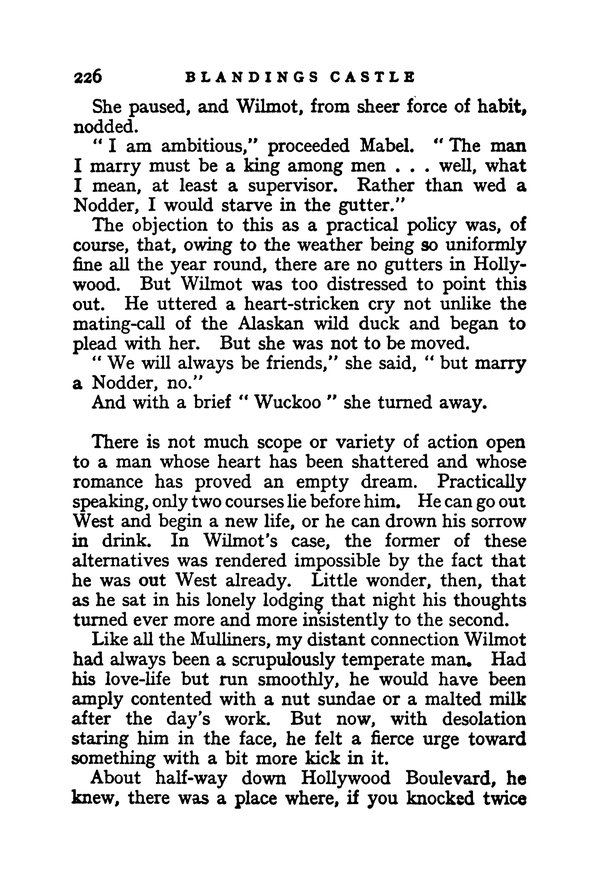 226 BLANDINGS CASTLE
She paused, and Wilmot, from sheer force of habit,
nodded.
“ I am ambitious,” proceeded Mabel. “ The man
I marry must be a king among men . . . well, what
I mean, at least a supervisor. Rather than wed a
Nodder, I would starve in the gutter.”
The objection to this as a practical policy was, of
course, that, owing to the weather being so uniformly
fine all the year round, there are no gutters in Holly-
wood. But Wilmot was too distressed to point this
out. He uttered a heart-stricken cry not unlike the
mating-call of the Alaskan wild duck and began to
plead with her. But she was not to be moved.
“ We will always be friends,” she said, “ but marry
a Nodder, no.”
And with a brief “ Wuckoo ” she turned away.

There is not much scope or variety of action open
to a man whose heart has been shattered and whose
romance has proved an empty dream. Practically
speaking, only two courses lie before him. He can go out
West and begin a new life, or he can drown his sorrow
in drink. In Wilmot’s case, the former of these
alternatives was rendered impossible by the fact that
he was out West already. Little wonder, then, that
as he sat in his lonely lodging that night his thoughts
turned ever more and more insistently to the second.
Like all the Mulliners, my distant connection Wilmot
had always been a scrupulously temperate man. Had
his love-life but run smoothly, he would have been
amply contented with a nut sundae or a malted milk
after the day’s work. But now, with desolation
staring him in the face, he felt a fierce urge toward
something with a bit more kick in it.
About half-way down Hollywood Boulevard, he
knew, there was a place where, if you knocked twice